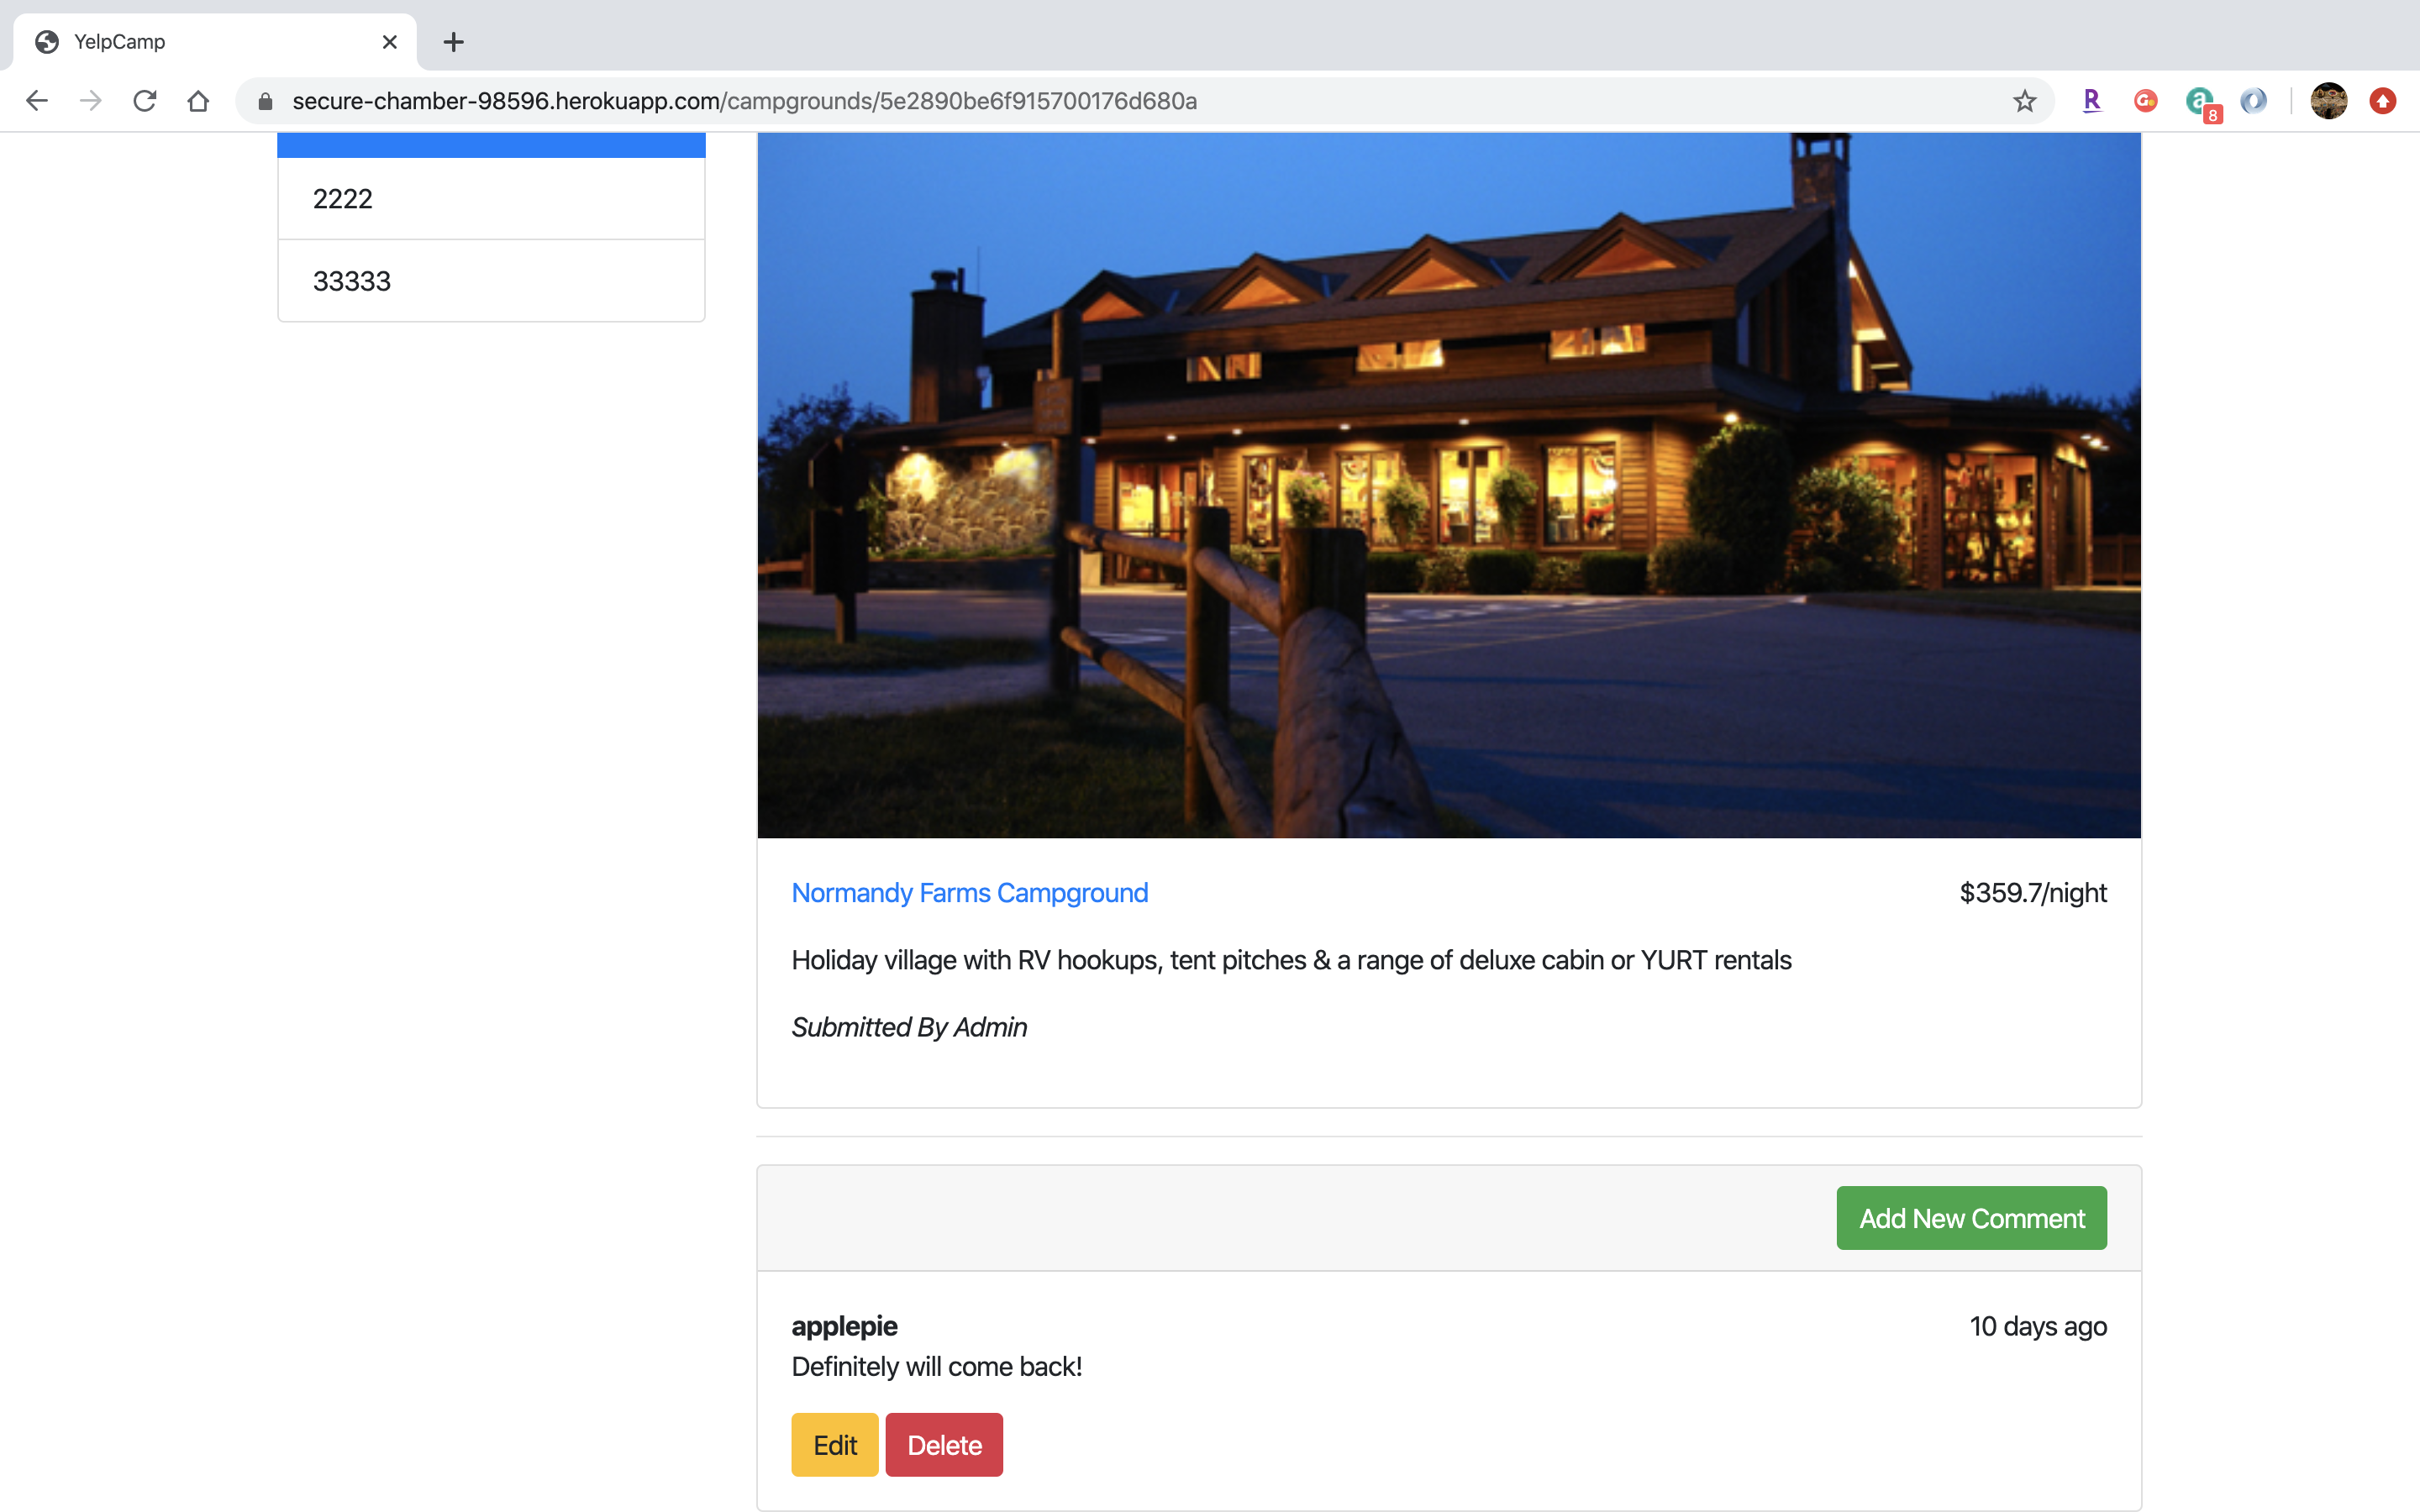 YelpCamp
secure-chamber-98596.herokuapp.com/campgrounds/5e2890be6f915700176d680a
R
G
a
8
2222
33333
Normandy Farms Campground
$359.7/night
Holiday village with RV hookups, tent pitches & a range of deluxe cabin or YURT rentals
Submitted By Admin
Add New Comment
applepie
10 days ago
Definitely will come back!
Edit
Delete